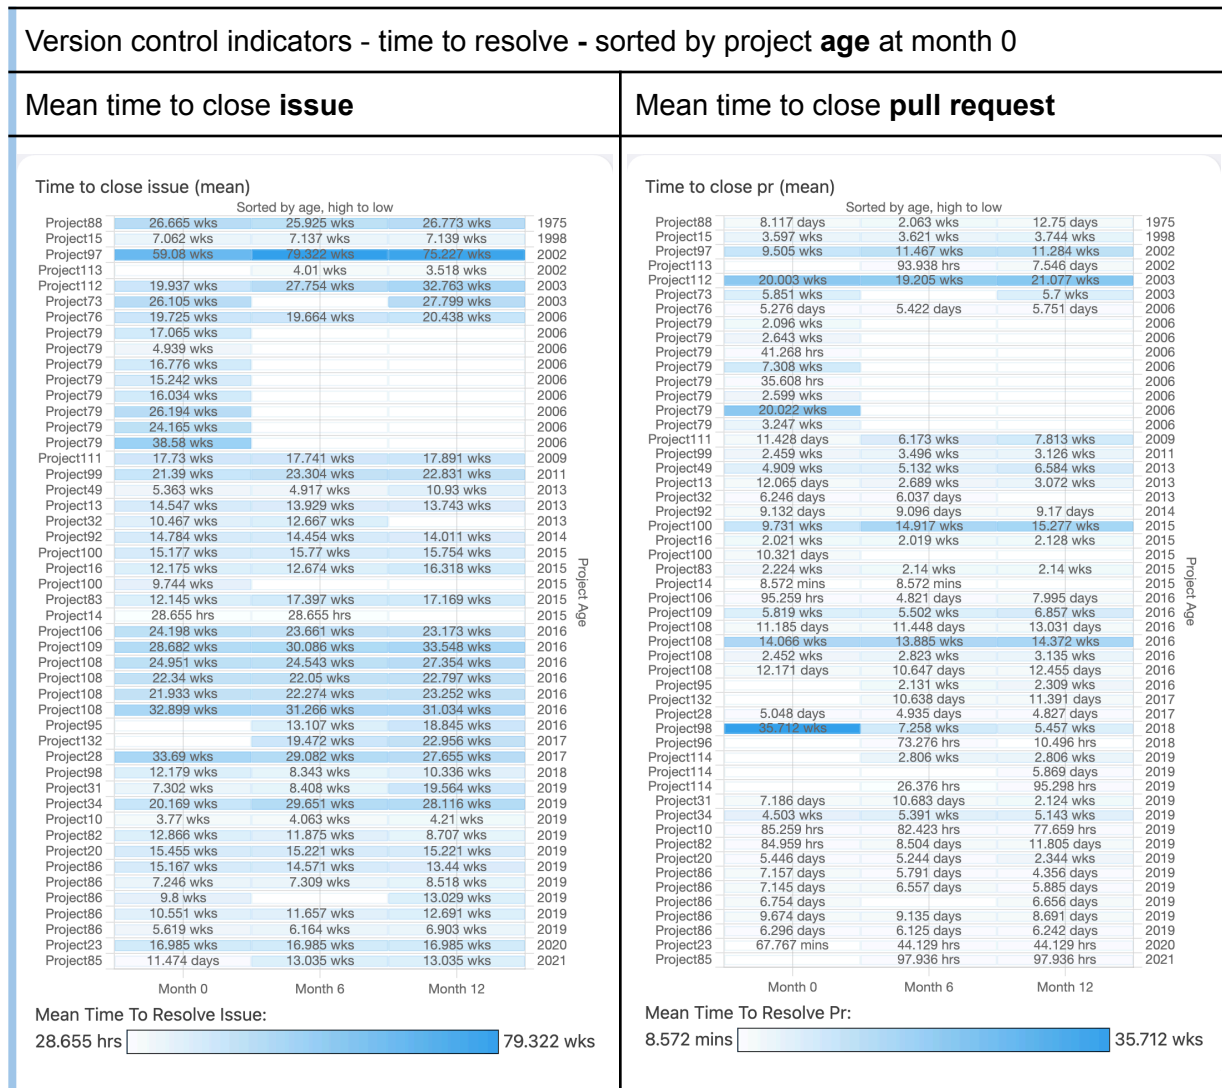 Version control indicators - time to resolve - sorted by project age at month 0
Mean time to close issue
Time to close issue (mean)
Sorted by age, high to low
Project88 26.665 wks 25.925 wks 26.773 wks 1975
Project15 7.062 wks 7.137 wks 7.139 wks 1998
Project97 59.08 wks 79.322 wks 75.227 wks 2002
Project113 4.01 wks 3.518 wks 2002
Project112 19.937 wks 27.754 wks 32.763 wks 2003
Project73 26.105 wks 27.799 wks 2003
Project76 19.725 wks 19.664 wks 20.438 wks 2006
Project79 17.065 wks 2006
Project79 4.939 wks 2006
Project79 16.776 wks 2006
Project79 15.242 wks 2006
Project79 16.034 wks 2006
Project79 26.194 wks 2006
Project79 24.165 wks 2006
Project79 38.58 wks 2006
Project111 17.73 wks 17.741 wks 17.891 wks 2009
Project99 21.39 wks 23.304 wks 22.831 wks 2011
Project49 5.363 wks 4.917 wks 10.93 wks 2013
Project13 14.547 wks 13.929 wks 13.743 wks 2013
Project32 10.467 wks 12.667 wks 2013
Project92 14.784 wks 14.454 wks 14.011 wks 2014
Project100 15.177 wks 15.77 wks 15.754 wks 2015
Project16 12.175 wks 12.674 wks 16.318 wks 2015
Project100 9.744 wks 2015
Project83 12.145 wks 17.397 wks 17.169 wks 2015
Project14 28.655 hrs 28.655 hrs 2015
Project106 24.198 wks 23.661 wks 23.173 wks 2016
Project109 28.682 wks 30.086 wks 33.548 wks 2016
Project108 24.951 wks 24.543 wks 27.354 wks 2016
Project108 22.34 wks 22.05 wks 22.797 wks 2016
Project108 21.933 wks 22.274 wks 23.252 wks 2016
Project108 32.899 wks 31.266 wks 31.034 wks 2016
Project95 13.107 wks 18.845 wks 2016
Project132 19.472 wks 22.956 wks 2017
Project28 33.69 wks 29.082 wks 27.655 wks 2017
Project98 12.179 wks 8.343 wks 10.336 wks 2018
Project31 7.302 wks 8.408 wks 19.564 wks 2019
Project34 20.169 wks 29.651 wks 28.116 wks 2019
Project10 3.77 wks 4.063 wks 4.21 wks 2019
Project82 12.866 wks 11.875 wks 8.707 wks 2019
Project20 15.455 wks 15.221 wks 15.221 wks 2019
Project86 15.167 wks 14.571 wks 13.44 wks 2019
Project86 7.246 wks 7.309 wks 8.518 wks 2019
Project86 9.8 wks 13.029 wks 2019
Project86 10.551 wks 11.657 wks 12.691 wks 2019
Project86 5.619 wks 6.164 wks 6.903 wks 2019
Project23 16.985 wks 16.985 wks 16.985 wks 2020
Project85 11.474 days 13.035 wks 13.035 wks 2021
Project Age
Month 0 Month 6 Month 12
Mean Time To Resolve Issue:
28.655 hrs 79.322 wks
Mean time to close pull request
Time to close pr (mean)
Sorted by age, high to low
Project88 8.117 days 2.063 wks 12.75 days 1975
Project15 3.597 wks 3.621 wks 3.744 wks 1998
Project97 9.505 wks 11.467 wks 11.284 wks 2002
Project113 93.938 hrs 7.546 days 2002
Project112 20.003 wks 19.205 wks 21.077 wks 2003
Project73 5.851 wks 5.7 wks 2003
Project76 5.276 days 5.422 days 5.751 days 2006
Project79 2.096 wks 2006
Project79 2.643 wks 2006
Project79 41.268 hrs 2006
Project79 7.308 wks 2006
Project79 35.608 hrs 2006
Project79 2.599 wks 2006
Project79 20.022 wks 2006
Project79 3.247 wks 2006
Project111 11.428 days 6.173 wks 7.813 wks 2009
Project99 2.459 wks 3.496 wks 3.126 wks 2011
Project49 4.909 wks 5.132 wks 6.584 wks 2013
Project13 12.065 days 2.689 wks 3.072 wks 2013
Project32 6.246 days 6.037 days 2013
Project92 9.132 days 9.096 days 9.17 days 2014
Project100 9.731 wks 14.917 wks 15.277 wks 2015
Project16 2.021 wks 2.019 wks 2.128 wks 2015
Project100 10.321 days 2015
Project83 2.224 wks 2.14 wks 2.14 wks 2015
Project14 8.572 mins 8.572 mins 2015
Project106 95.259 hrs 4.821 days 7.995 days 2016
Project109 5.819 wks 5.502 wks 6.857 wks 2016
Project108 11.185 days 11.448 days 13.031 days 2016
Project108 14.066 wks 13.885 wks 14.372 wks 2016
Project108 2.452 wks 2.823 wks 3.135 wks 2016
Project108 12.171 days 10.647 days 12.455 days 2016
Project95 2.131 wks 2.309 wks 2016
Project132 10.638 days 11.391 days 2017
Project28 5.048 days 4.935 days 4.827 days 2017
Project98 35.712 wks 7.258 wks 5.457 wks 2018
Project96 73.276 hrs 10.496 hrs 2018
Project114 2.806 wks 2.806 wks 2019
Project114 5.869 days 2019
Project114 26.376 hrs 95.298 hrs 2019
Project31 7.186 days 10.683 days 2.124 wks 2019
Project34 4.503 wks 5.391 wks 5.143 wks 2019
Project10 85.259 hrs 82.423 hrs 77.659 hrs 2019
Project82 84.959 hrs 8.504 days 11.805 days 2019
Project20 5.446 days 5.244 days 2.344 wks 2019
Project86 7.157 days 5.791 days 4.356 days 2019
Project86 7.145 days 6.557 days 5.885 days 2019
Project86 6.754 days 6.656 days 2019
Project86 9.674 days 9.135 days 8.691 days 2019
Project86 6.296 days 6.125 days 6.242 days 2019
Project23 67.767 mins 44.129 hrs 44.129 hrs 2020
Project85 97.936 hrs 97.936 hrs 2021
Project Age
Month 0 Month 6 Month 12
Mean Time To Resolve Pr:
8.572 mins 35.712 wks